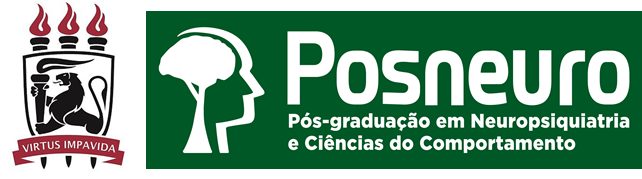 VIRTUS IMPAVIDA
Posneuro
Pós-graduação em Neuropsiquiatria
e Ciências do Comportamento